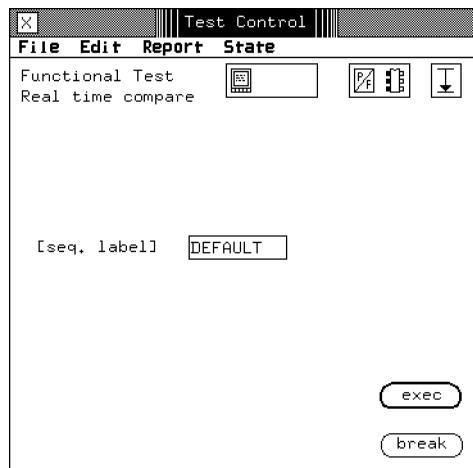 X Test Control
File Edit Report State
Functional Test
Real time compare
P/F
[seq. label] DEFAULT
exec
break